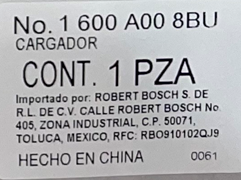 No. 1 600 A00 8BU
CARGADOR
CONT. 1 PZA
Importado por: ROBERT BOSCH S. DE
R.L. DE C.V. CALLE ROBERT BOSCH No.
405, ZONA INDUSTRIAL, C.P. 50071,
TOLUCA, MEXICO, RFC: RBO910102QJ9
HECHO EN CHINA 0061